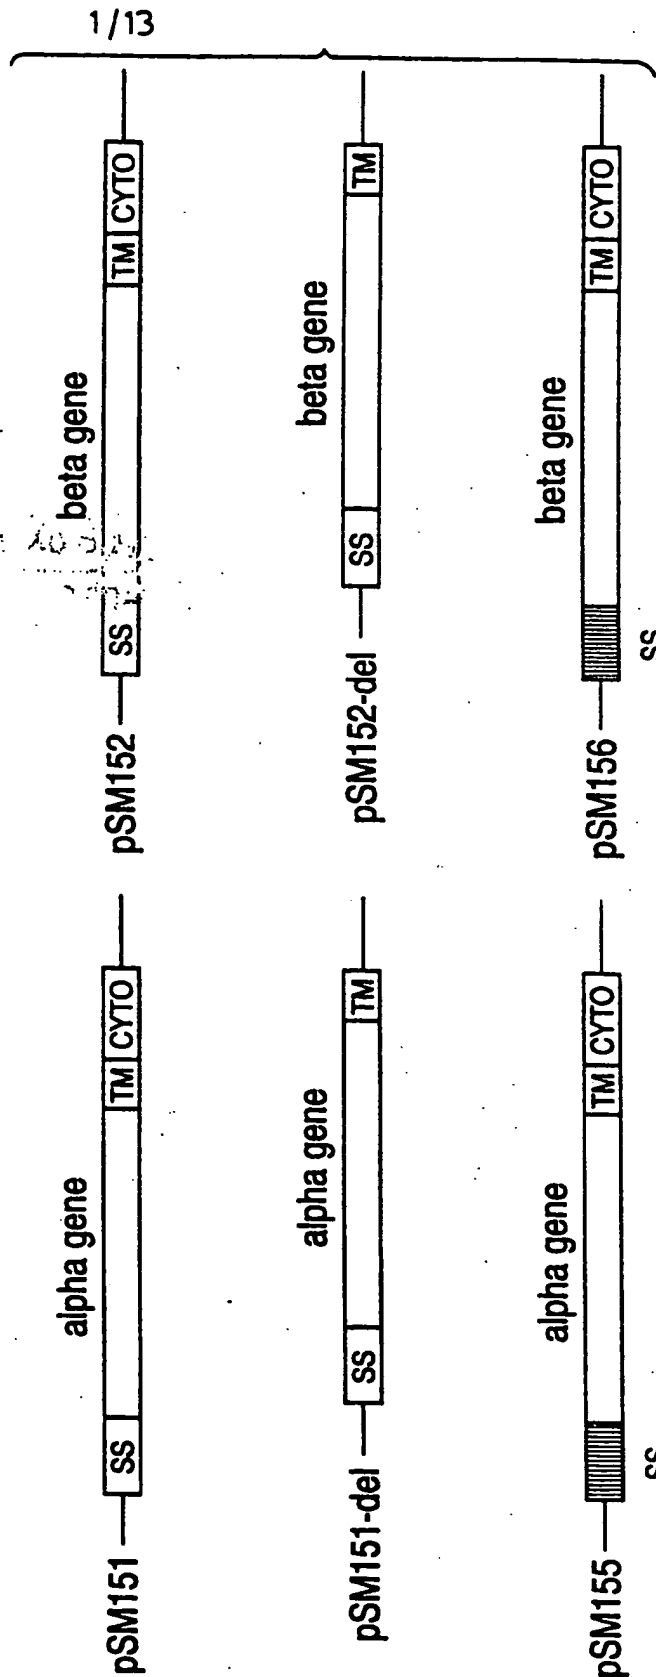 1/13
alpha gene
pSM151 SS TM CYTO
beta gene
pSM152 SS TM CYTO
alpha gene
pSM151-del SS TM
beta gene
pSM152-del SS TM
alpha gene
pSM155 TM CYTO
SS
beta gene
pSM156 TM CYTO
SS